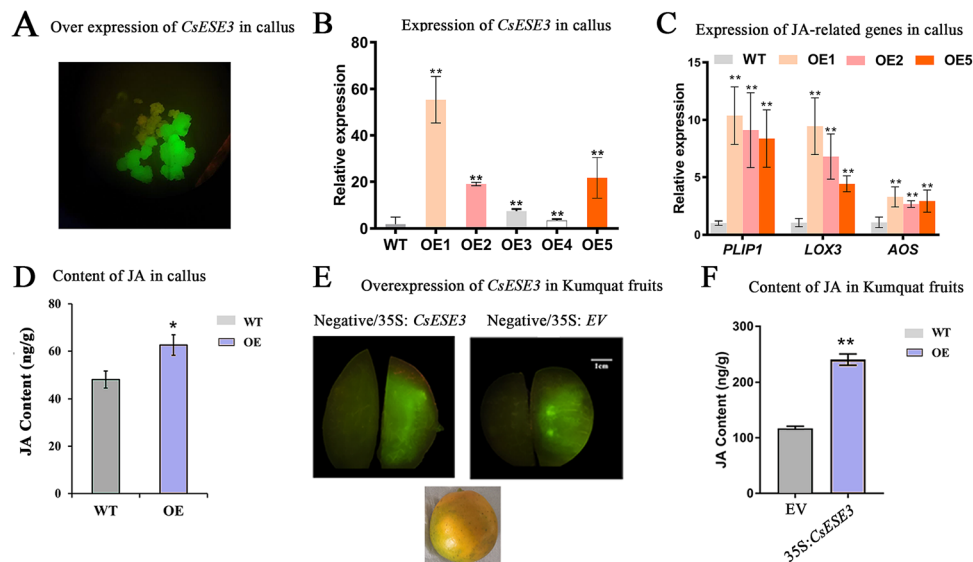 A Over expression of CsESE3 in callus
B Expression of CsESE3 in callus
Relative expression
80
60
40
20
0
** ** ** ** **
WT OE1 OE2 OE3 OE4 OE5
C Expression of JA-related genes in callus
WT OE1 OE2 OE5
Relative expression
15
10
5
0
** ** ** ** ** ** ** **
PLIP1 LOX3 AOS
D Content of JA in callus
JA Content (ng/g)
80
60
40
20
0
*
WT
OE
WT OE
E Overexpression of CsESE3 in Kumquat fruits
Negative/35S: CsESE3 Negative/35S: EV
1cm
F Content of JA in Kumquat fruits
JA Content (ng/g)
300
200
100
0
**
WT
OE
EV
35S:CsESE3